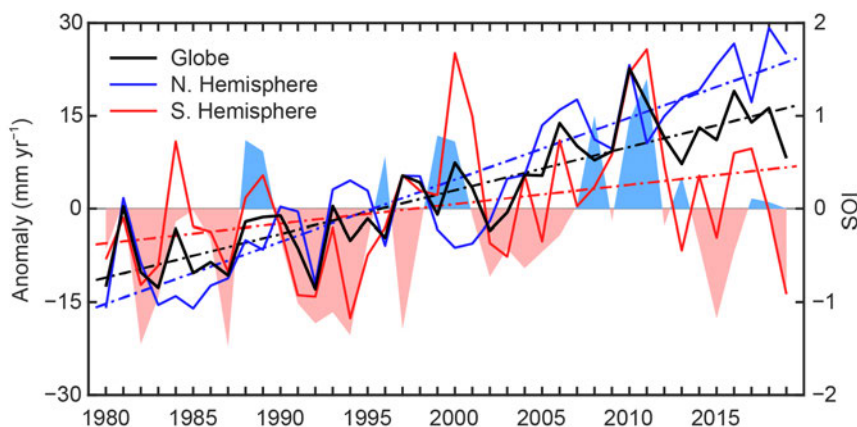 30
15
0
−15
−30
Anomaly (mm yr⁻¹)
Globe
N. Hemisphere
S. Hemisphere
2
1
0
−1
−2
SOI
1980 1985 1990 1995 2000 2005 2010 2015